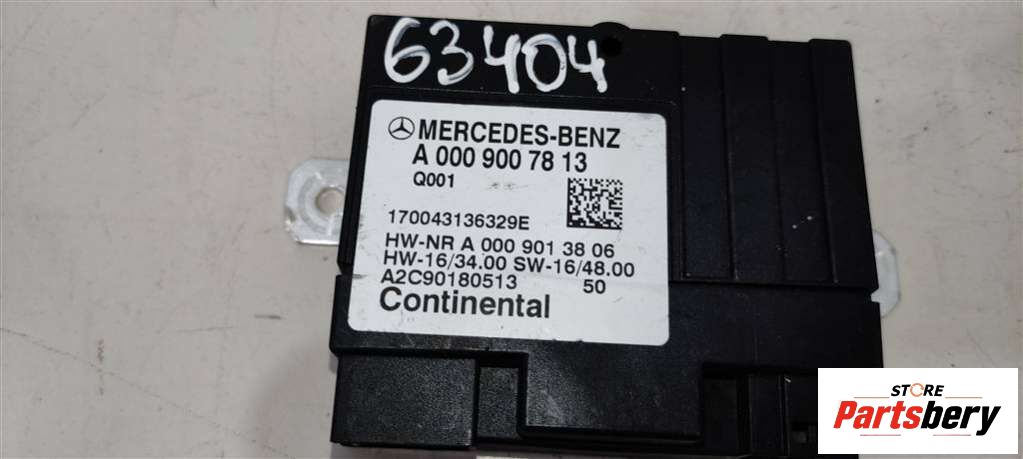 63404
MERCEDES-BENZ
A 000 900 78 13
Q001
170043136329E
HW-NR A 000 901 38 06
HW-16/34.00 SW-16/48.00
A2C90180513 50
Continental
STORE
Partsbery